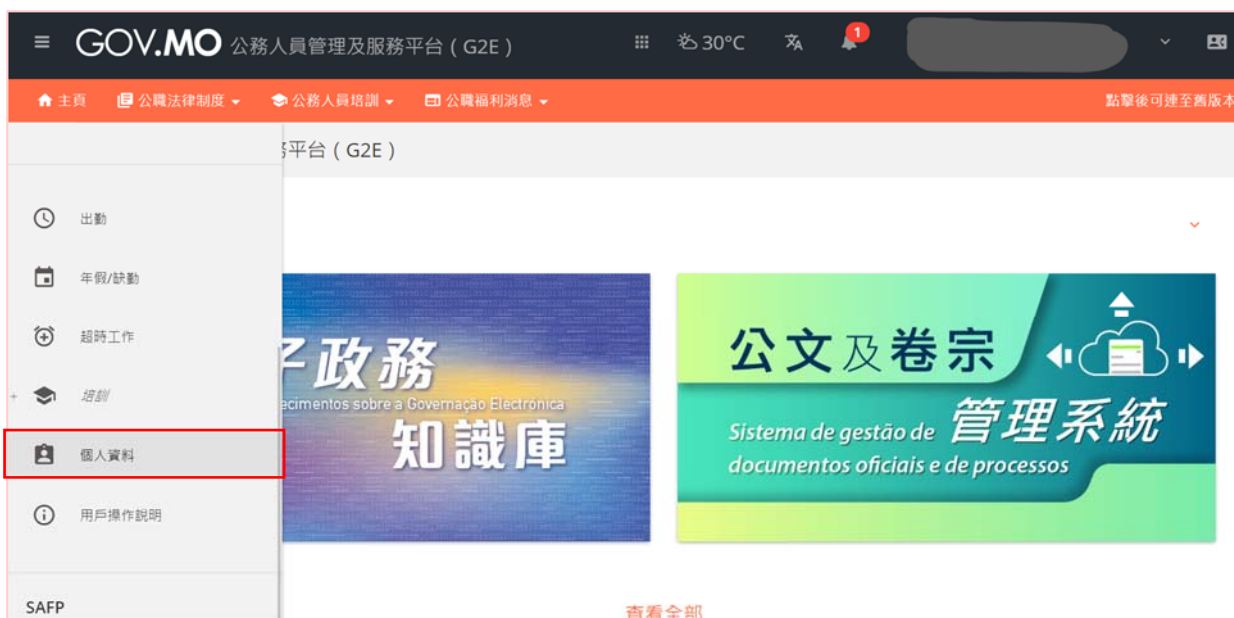 GOV.MO 公務人員管理及服務平台 ( G2E )
30°C
1
主頁
公職法律制度
公務人員培訓
公職福利消息
點擊後可連至舊版本
平台 ( G2E )
出勤
年假/缺勤
超時工作
培訓
個人資料
用戶操作說明
SAFP
子政務
ecimentos sobre a Governação Electrónica
知識庫
公文及卷宗
Sistema de gestão de 管理系統
documentos oficiais e de processos
查看全部